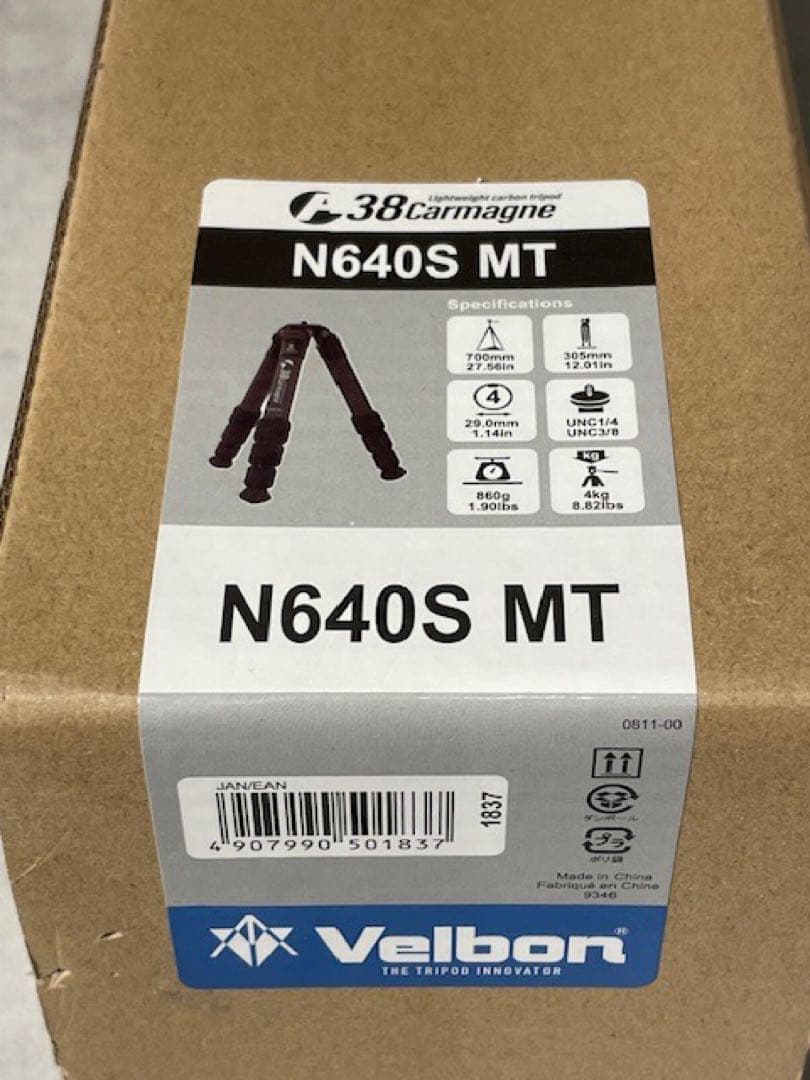 Lightweight carbon tripod
A38Carmagne
N640S MT
Specifications
700mm
27.56in
305mm
12.01in
4
29.0mm
1.14in
UNC1/4
UNC3/8
860g
1.90lbs
kg
4kg
8.82lbs
N640S MT
0811-00
JAN/EAN
4 907990 501837
1837
ダンボール
プラ
ポリ袋
Made in China
Fabriqué en Chine
9346
Velbon®
THE TRIPOD INNOVATOR